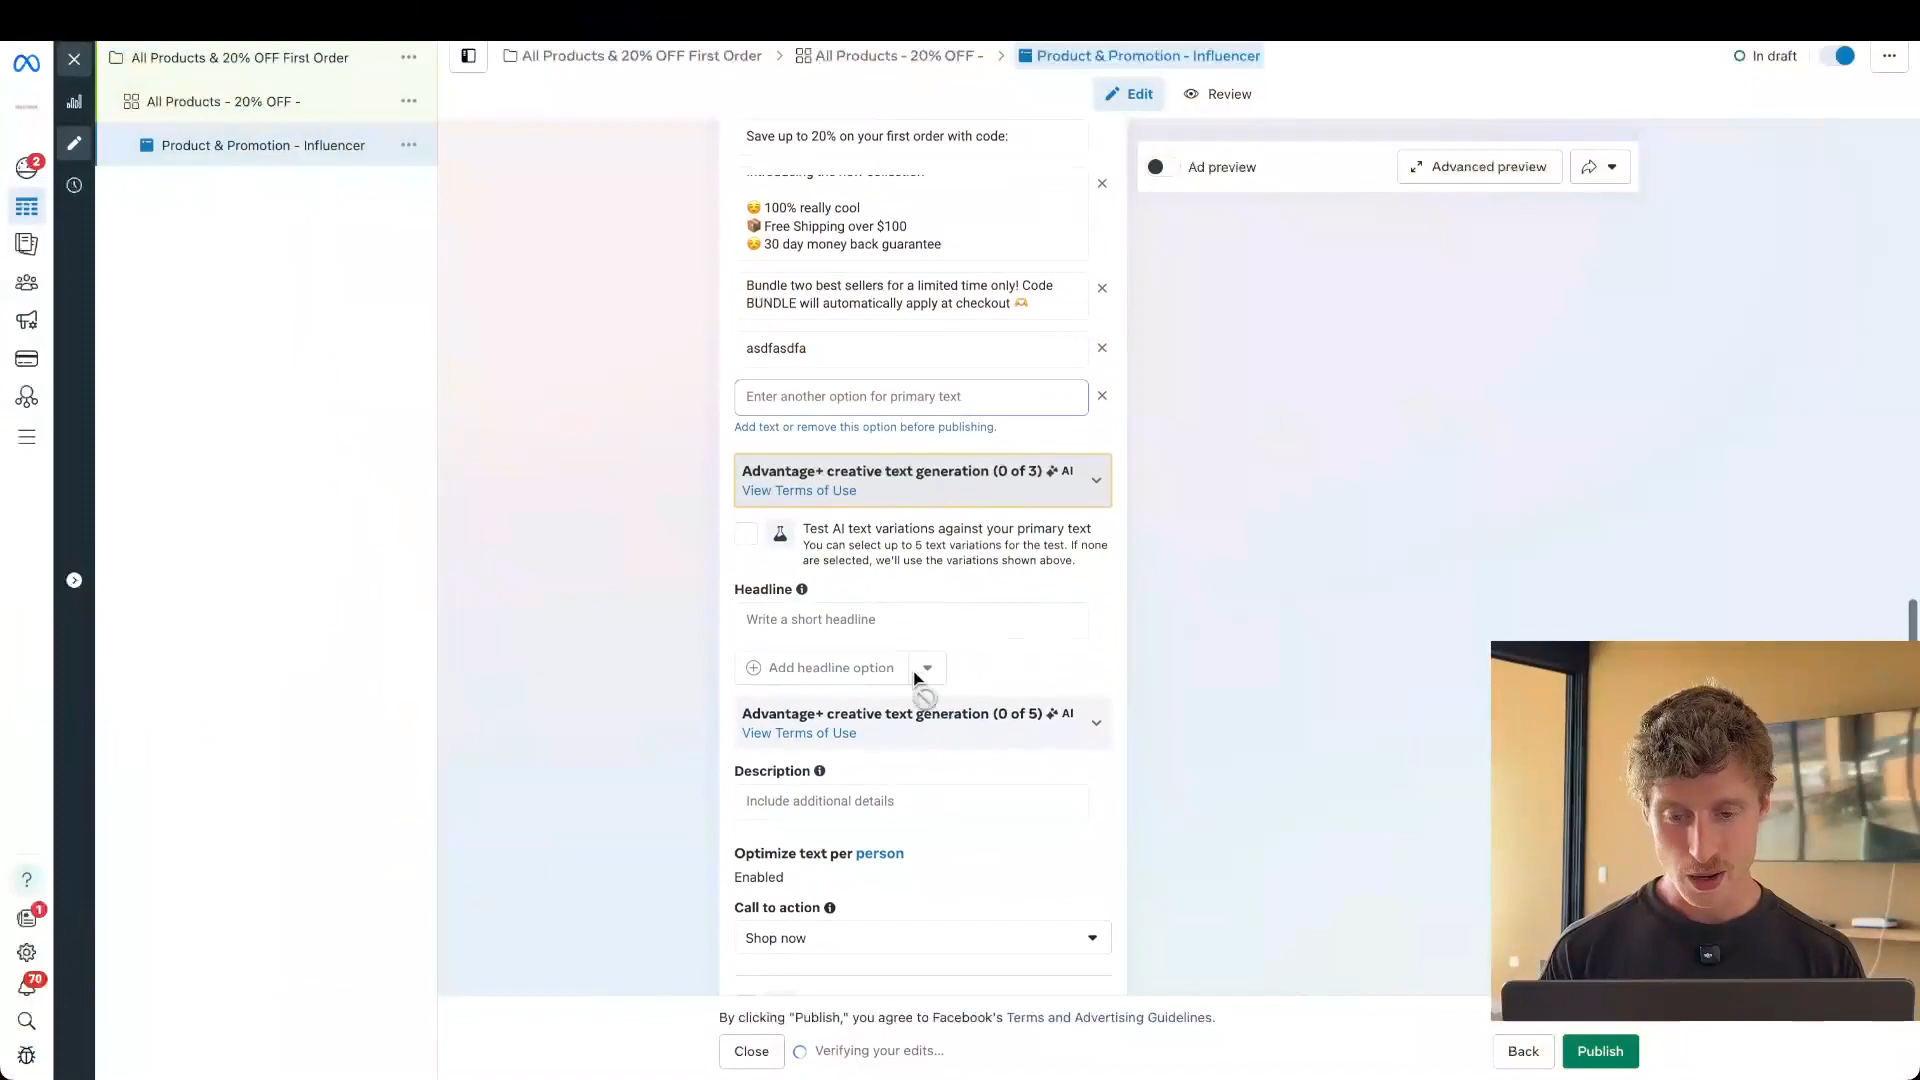 All Products & 20% OFF First Order
All Products - 20% OFF -
Product & Promotion - Influencer
2
1
70
All Products & 20% OFF First Order
All Products - 20% OFF -
Product & Promotion - Influencer
In draft
Edit
Review
Save up to 20% on your first order with code:
Introducing the new collection
😌 100% really cool
📦 Free Shipping over $100
😌 30 day money back guarantee
Bundle two best sellers for a limited time only! Code
BUNDLE will automatically apply at checkout 🫶
asdfasdfa
Enter another option for primary text
Add text or remove this option before publishing.
Advantage+ creative text generation (0 of 3) AI
View Terms of Use
Test AI text variations against your primary text
You can select up to 5 text variations for the test. If none
are selected, we'll use the variations shown above.
Headline
Write a short headline
Add headline option
Advantage+ creative text generation (0 of 5) AI
View Terms of Use
Description
Include additional details
Optimize text per person
Enabled
Call to action
Shop now
Ad preview
Advanced preview
By clicking "Publish," you agree to Facebook's Terms and Advertising Guidelines.
Close
Verifying your edits...
Back
Publish